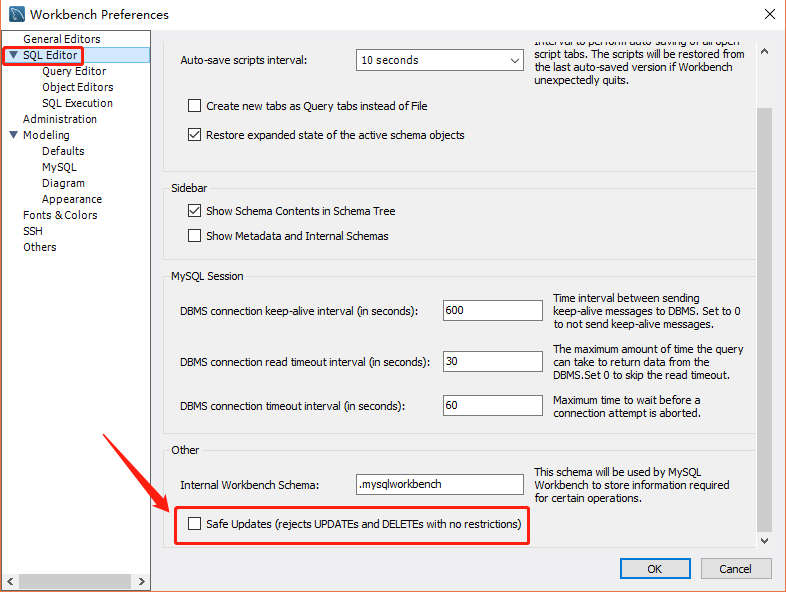 Workbench Preferences
General Editors
SQL Editor
Query Editor
Object Editors
SQL Execution
Administration
Modeling
Defaults
MySQL
Diagram
Appearance
Fonts & Colors
SSH
Others
Auto-save scripts interval:
10 seconds
Interval to perform auto-saving of all open
script tabs. The scripts will be restored from
the last auto-saved version if Workbench
unexpectedly quits.
Create new tabs as Query tabs instead of File
Restore expanded state of the active schema objects
Sidebar
Show Schema Contents in Schema Tree
Show Metadata and Internal Schemas
MySQL Session
DBMS connection keep-alive interval (in seconds):
600
Time interval between sending
keep-alive messages to DBMS. Set to 0
to not send keep-alive messages.
DBMS connection read timeout interval (in seconds):
30
The maximum amount of time the query
can take to return data from the
DBMS.Set 0 to skip the read timeout.
DBMS connection timeout interval (in seconds):
60
Maximum time to wait before a
connection attempt is aborted.
Other
Internal Workbench Schema:
.mysqlworkbench
This schema will be used by MySQL
Workbench to store information required
for certain operations.
Safe Updates (rejects UPDATEs and DELETEs with no restrictions)
OK
Cancel